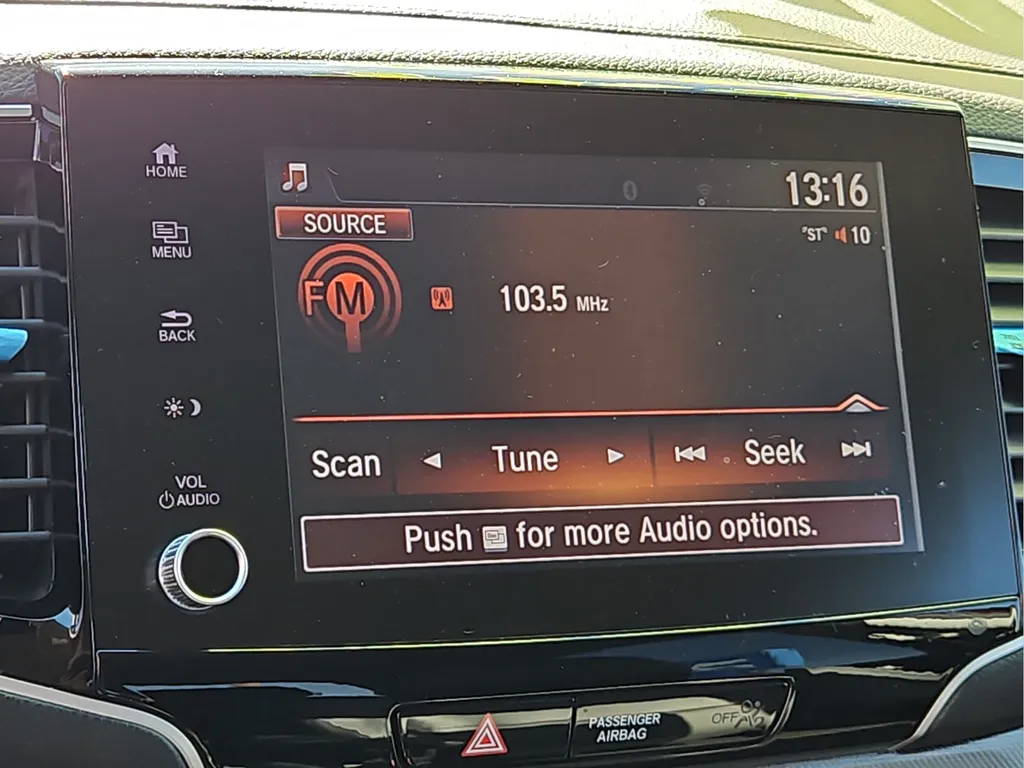 HOME
MENU
BACK
VOL
AUDIO
13:16
SOURCE
"ST" 10
FM
103.5 MHz
Scan Tune Seek
Push for more Audio options.
PASSENGER
AIRBAG
OFF